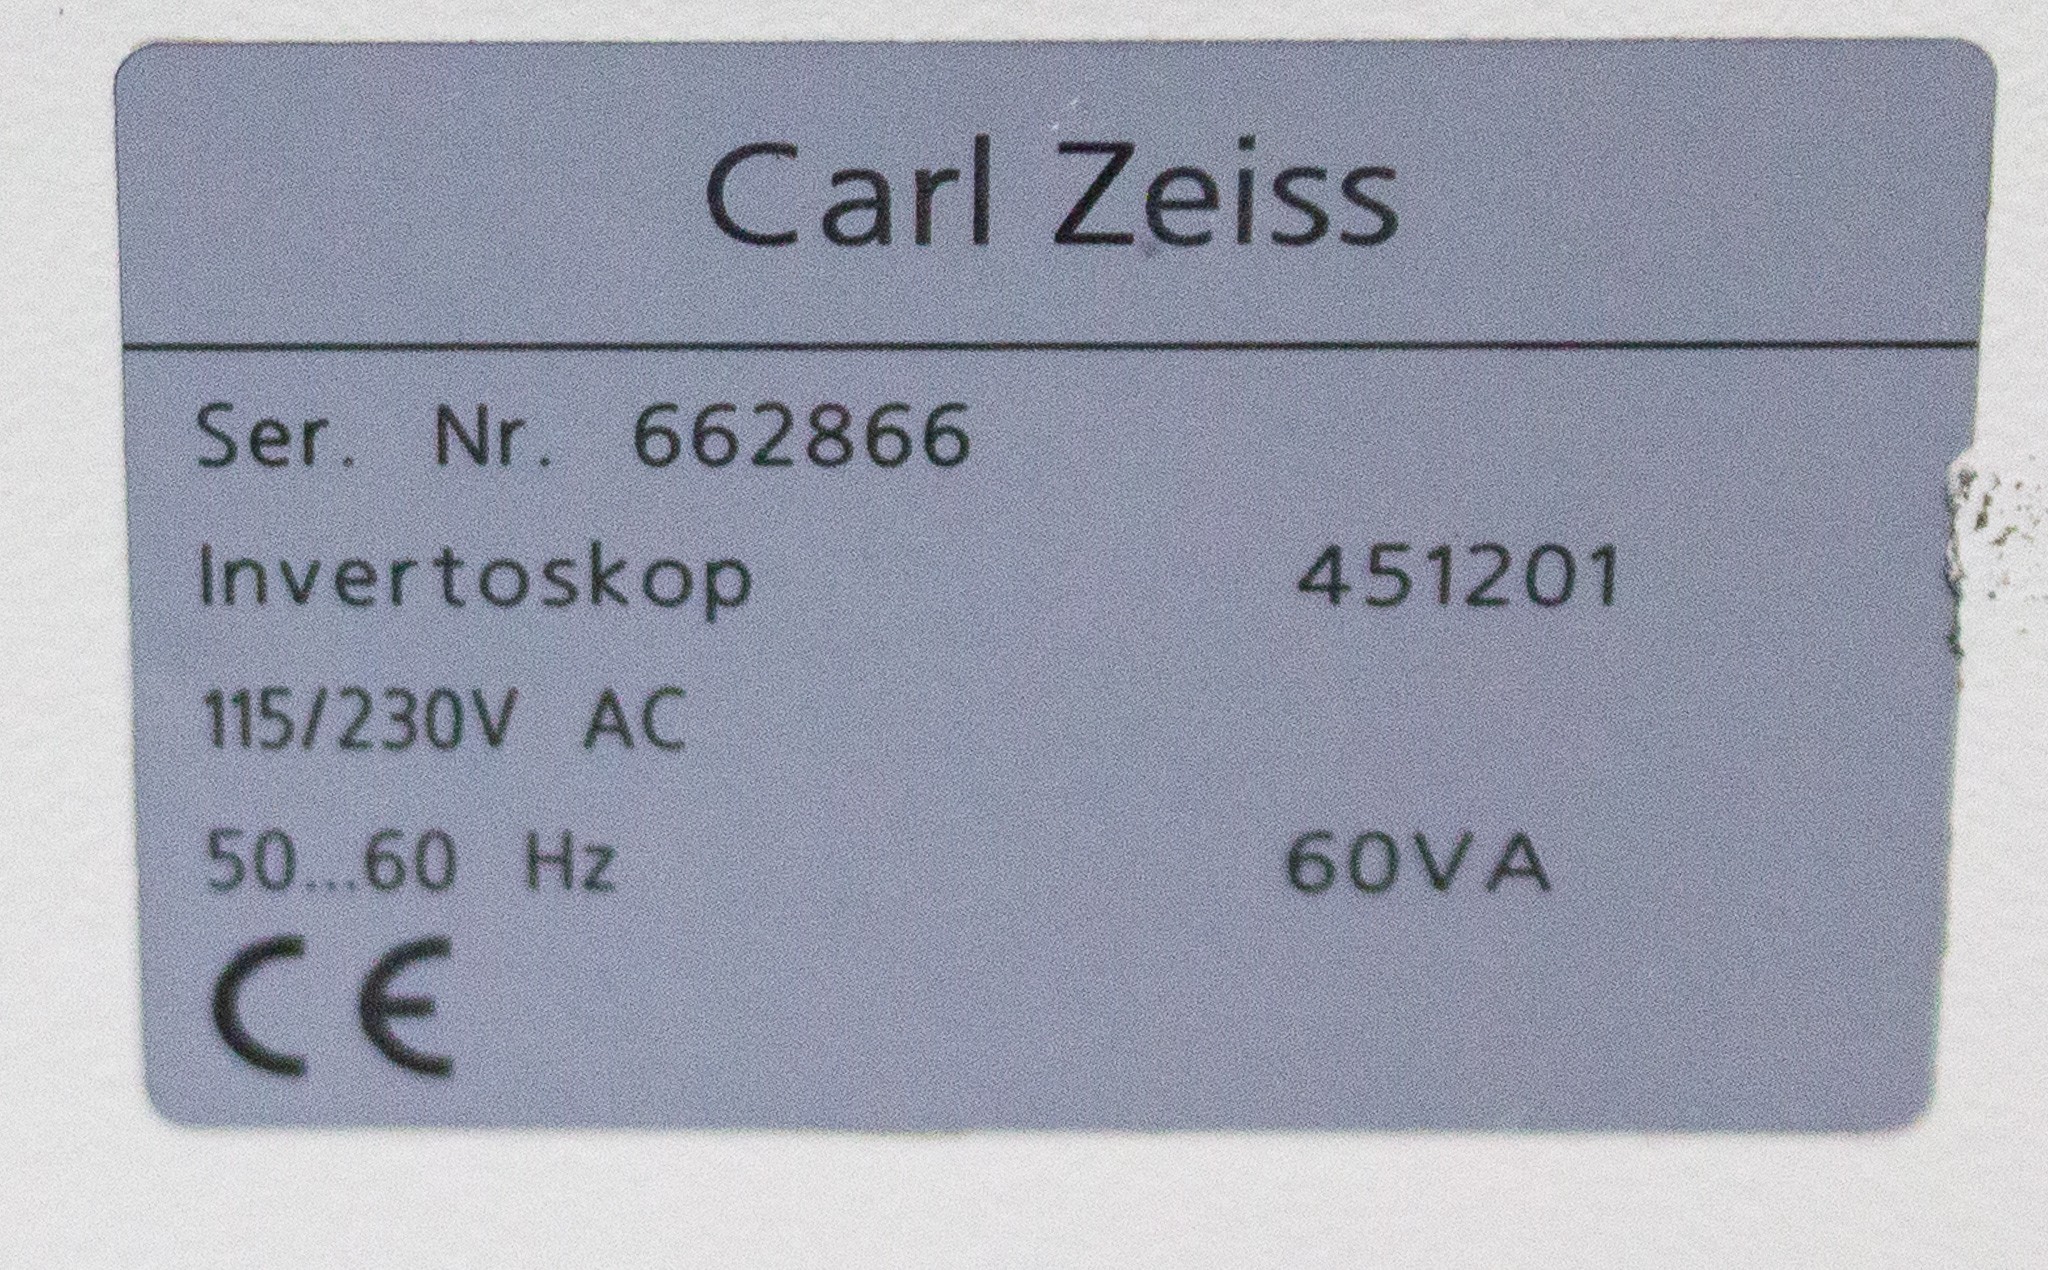 Carl Zeiss
Ser. Nr. 662866
Invertoskop 451201
115/230V AC
50...60 Hz 60VA
CE